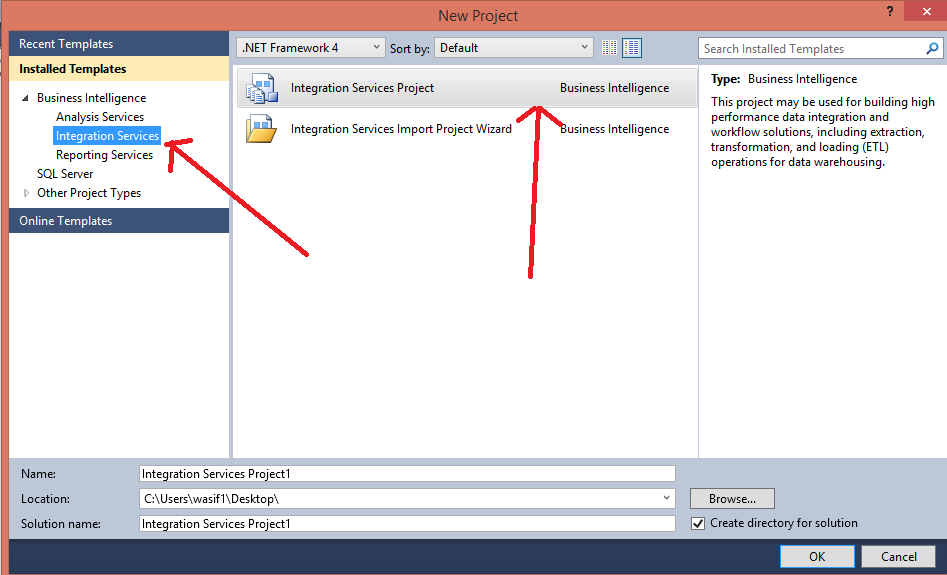 New Project
?
Recent Templates
Installed Templates
Business Intelligence
Analysis Services
Integration Services
Reporting Services
SQL Server
Other Project Types
Online Templates
.NET Framework 4
Sort by:
Default
Search Installed Templates
Integration Services Project
Business Intelligence
Integration Services Import Project Wizard
Business Intelligence
Type: Business Intelligence
This project may be used for building high
performance data integration and
workflow solutions, including extraction,
transformation, and loading (ETL)
operations for data warehousing.
Name:
Integration Services Project1
Location:
C:\Users\wasif1\Desktop\
Browse...
Solution name:
Integration Services Project1
Create directory for solution
OK
Cancel